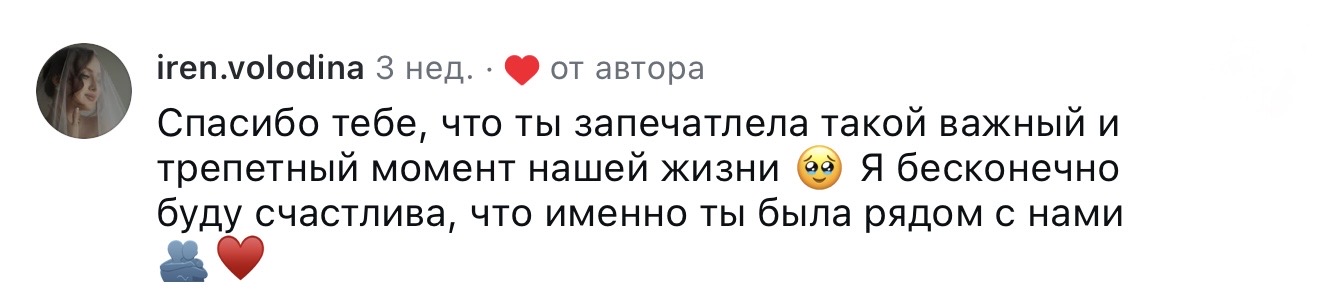 iren.volodina 3 нед. · ❤️ от автора
Спасибо тебе, что ты запечатлела такой важный и
трепетный момент нашей жизни 🥹 Я бесконечно
буду счастлива, что именно ты была рядом с нами
🫂♥️